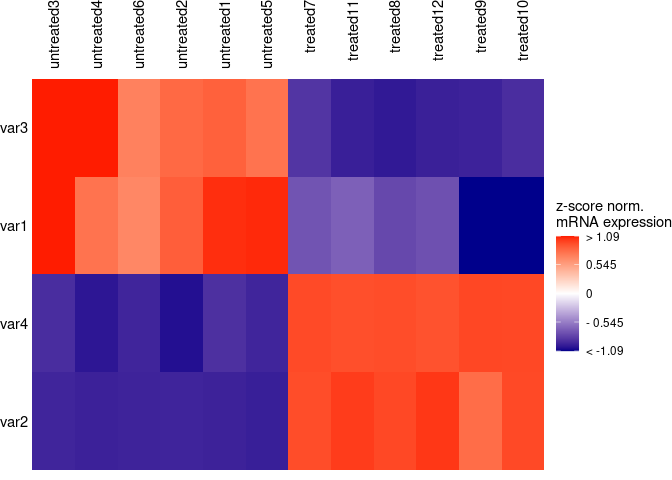 untreated3
untreated4
untreated6
untreated2
untreated1
untreated5
treated7
treated11
treated8
treated12
treated9
treated10
var3
var1
var4
var2
z-score norm.
mRNA expression
> 1.09
0.545
0
- 0.545
< -1.09